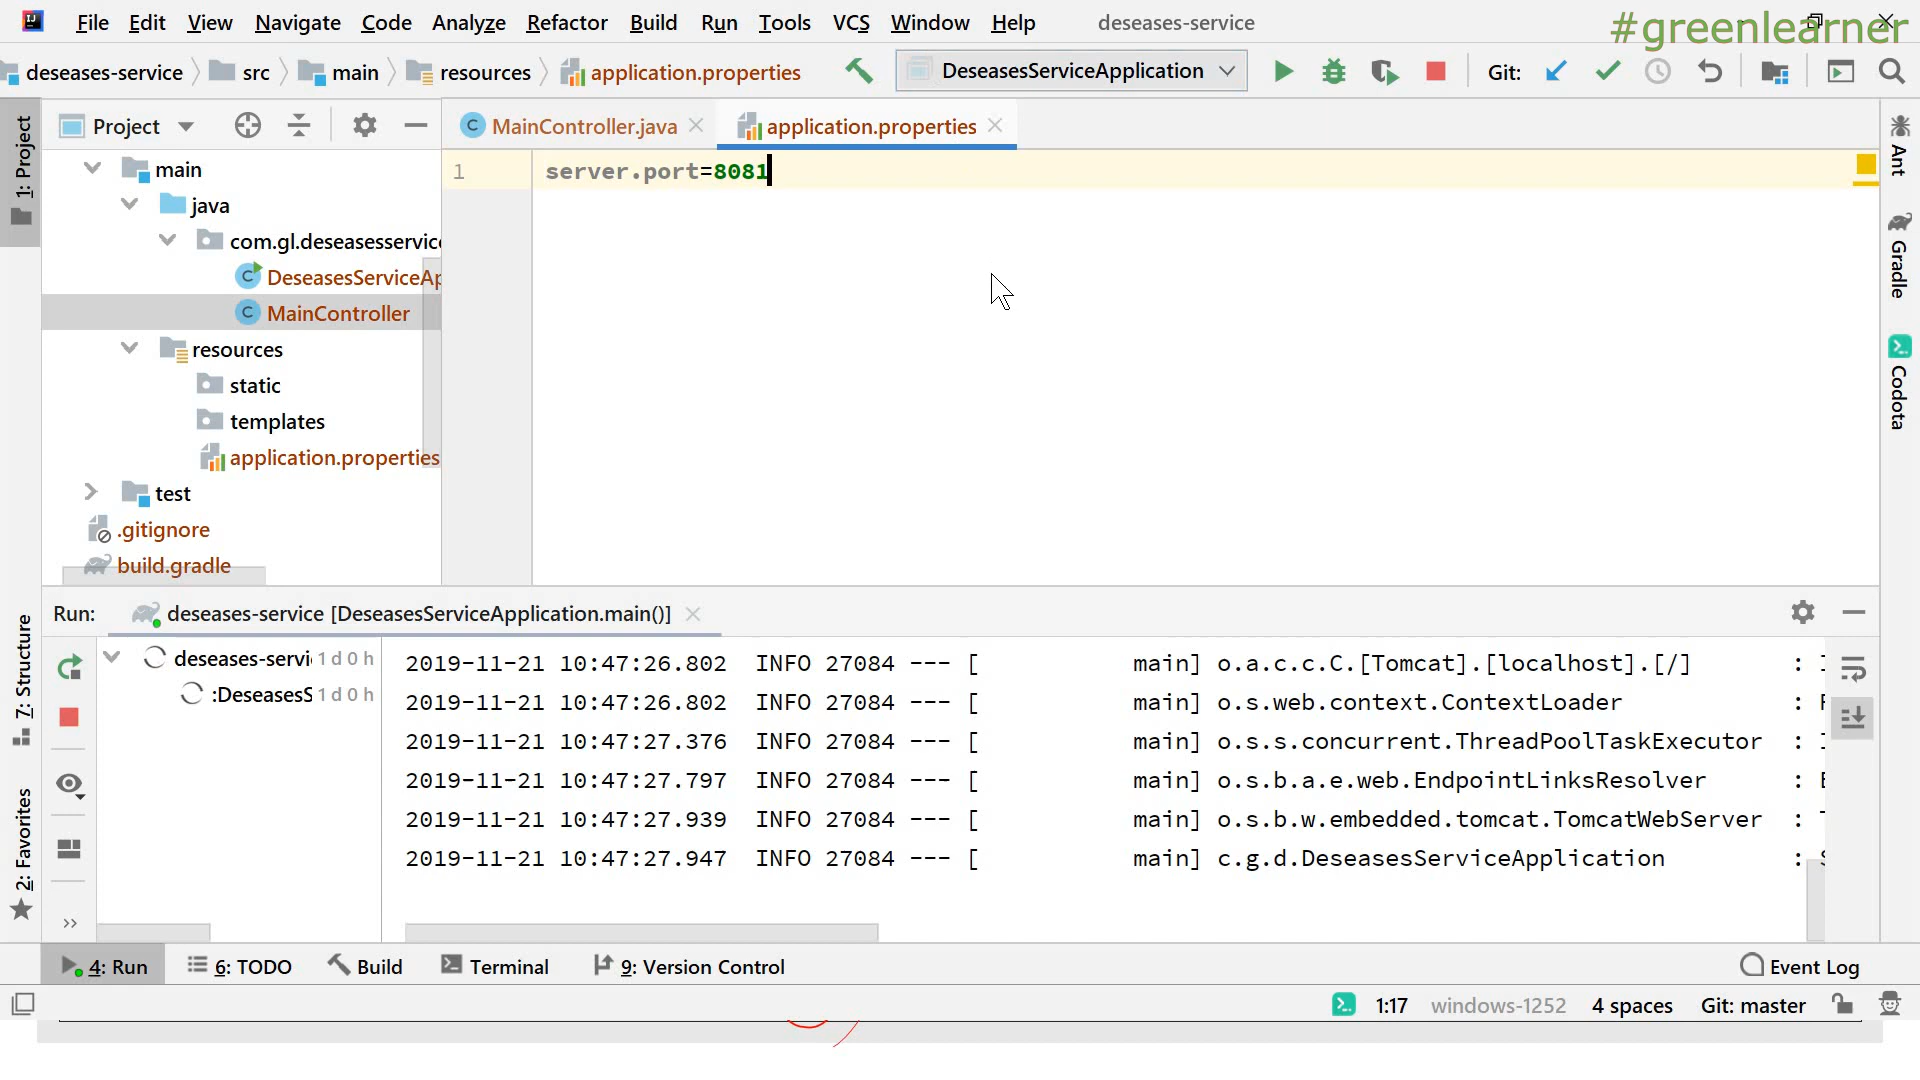 File Edit View Navigate Code Analyze Refactor Build Run Tools VCS Window Help deseases-service
#greenlearner
deseases-service src main resources application.properties DeseasesServiceApplication Git:
1: Project
Project
MainController.java application.properties
main
java
com.gl.deseasesservice
DeseasesServiceAp
MainController
resources
static
templates
application.properties
test
.gitignore
build.gradle
1 server.port=8081
Ant
Gradle
Codota
7: Structure
2: Favorites
Run: deseases-service [DeseasesServiceApplication.main()]
deseases-servi 1 d 0 h
:DeseasesS 1 d 0 h
2019-11-21 10:47:26.802 INFO 27084 --- [ main] o.a.c.c.C.[Tomcat].[localhost].[/] :
2019-11-21 10:47:26.802 INFO 27084 --- [ main] o.s.web.context.ContextLoader :
2019-11-21 10:47:27.376 INFO 27084 --- [ main] o.s.s.concurrent.ThreadPoolTaskExecutor :
2019-11-21 10:47:27.797 INFO 27084 --- [ main] o.s.b.a.e.web.EndpointLinksResolver :
2019-11-21 10:47:27.939 INFO 27084 --- [ main] o.s.b.w.embedded.tomcat.TomcatWebServer :
2019-11-21 10:47:27.947 INFO 27084 --- [ main] c.g.d.DeseasesServiceApplication :
4: Run 6: TODO Build Terminal 9: Version Control Event Log
1:17 windows-1252 4 spaces Git: master